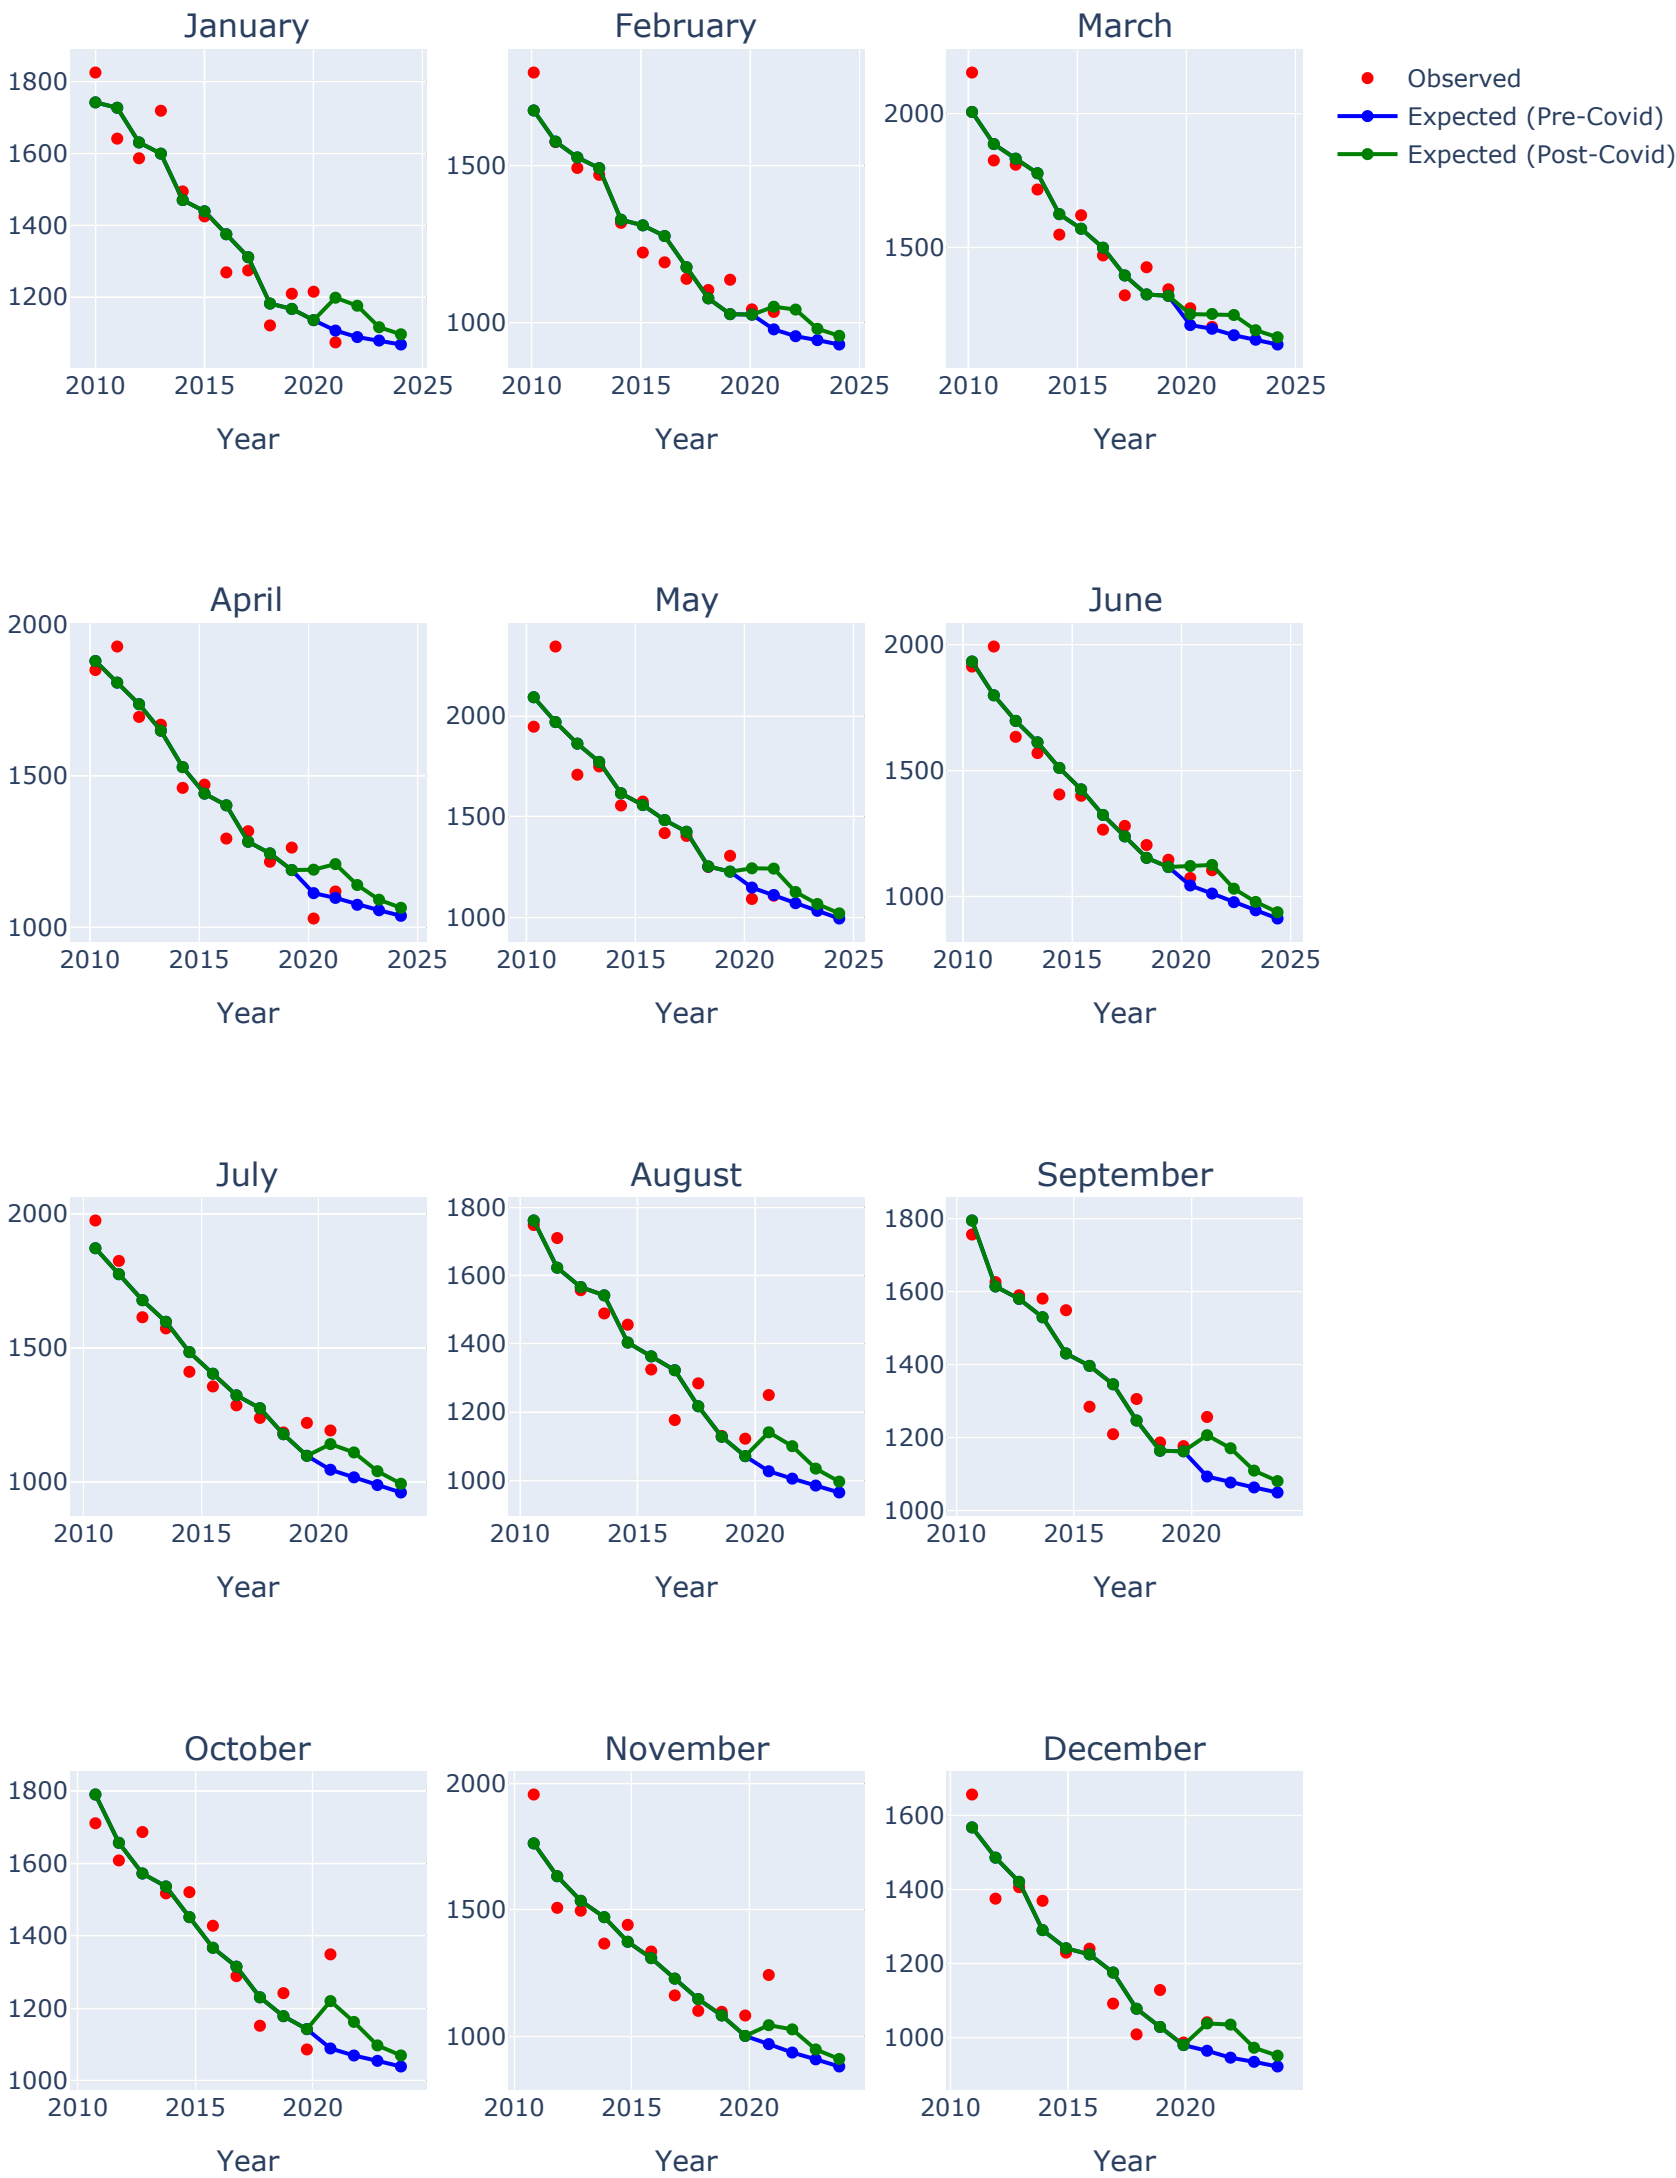 January
February
March
Observed
Expected (Pre-Covid)
Expected (Post-Covid)
1800
1600
1400
1200
2010 2015 2020 2025
Year
1500
1000
2010 2015 2020 2025
Year
2000
1500
2010 2015 2020 2025
Year
April
May
June
2000
1500
1000
2010 2015 2020 2025
Year
2000
1500
1000
2010 2015 2020 2025
Year
2000
1500
1000
2010 2015 2020 2025
Year
July
August
September
2000
1500
1000
2010 2015 2020
Year
1800
1600
1400
1200
1000
2010 2015 2020
Year
1800
1600
1400
1200
1000
2010 2015 2020
Year
October
November
December
1800
1600
1400
1200
1000
2010 2015 2020
Year
2000
1500
1000
2010 2015 2020
Year
1600
1400
1200
1000
2010 2015 2020
Year